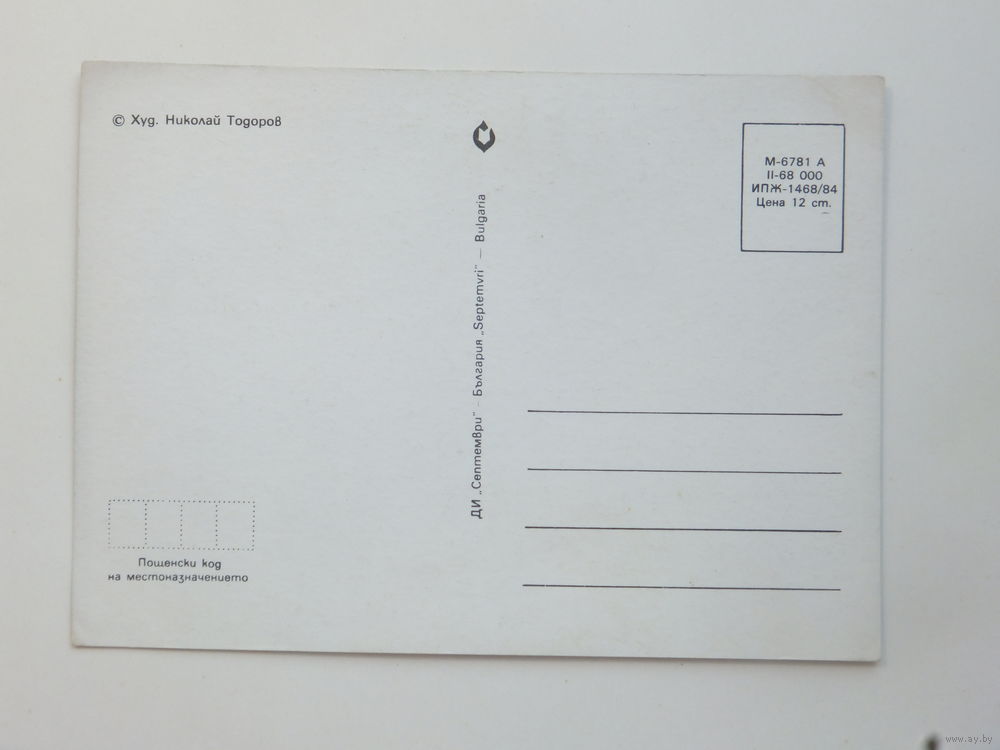 © Худ. Николай Тодоров
ДИ „Септември" - България „Septemvri" — Bulgaria
М-6781 А
II-68 000
ИПЖ-1468/84
Цена 12 ст.
Пощенски код
на местоназначението
www.ay.by